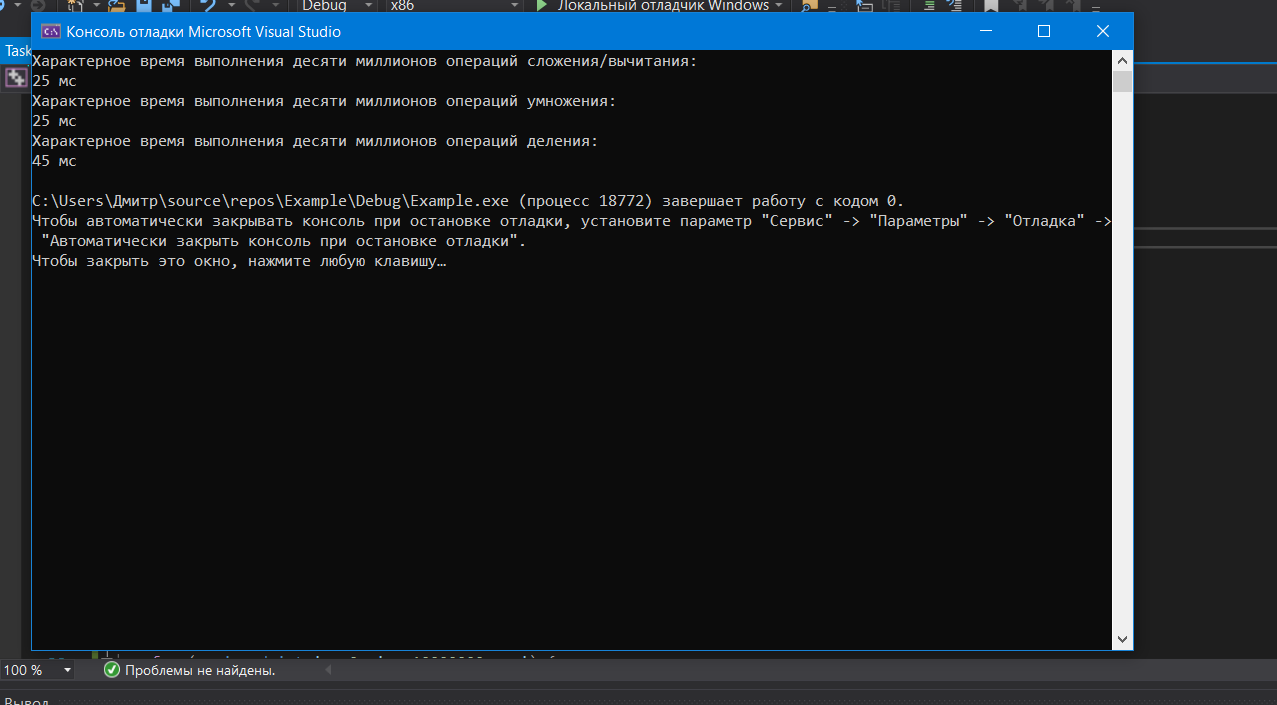 Debug x86 Локальный отладчик Windows
Консоль отладки Microsoft Visual Studio
Task
Характерное время выполнения десяти миллионов операций сложения/вычитания:
25 мс
Характерное время выполнения десяти миллионов операций умножения:
25 мс
Характерное время выполнения десяти миллионов операций деления:
45 мс
C:\Users\Дмитр\source\repos\Example\Debug\Example.exe (процесс 18772) завершает работу с кодом 0.
Чтобы автоматически закрывать консоль при остановке отладки, установите параметр "Сервис" -> "Параметры" -> "Отладка" ->
"Автоматически закрыть консоль при остановке отладки".
Чтобы закрыть это окно, нажмите любую клавишу…
100 % Проблемы не найдены.
Вывод